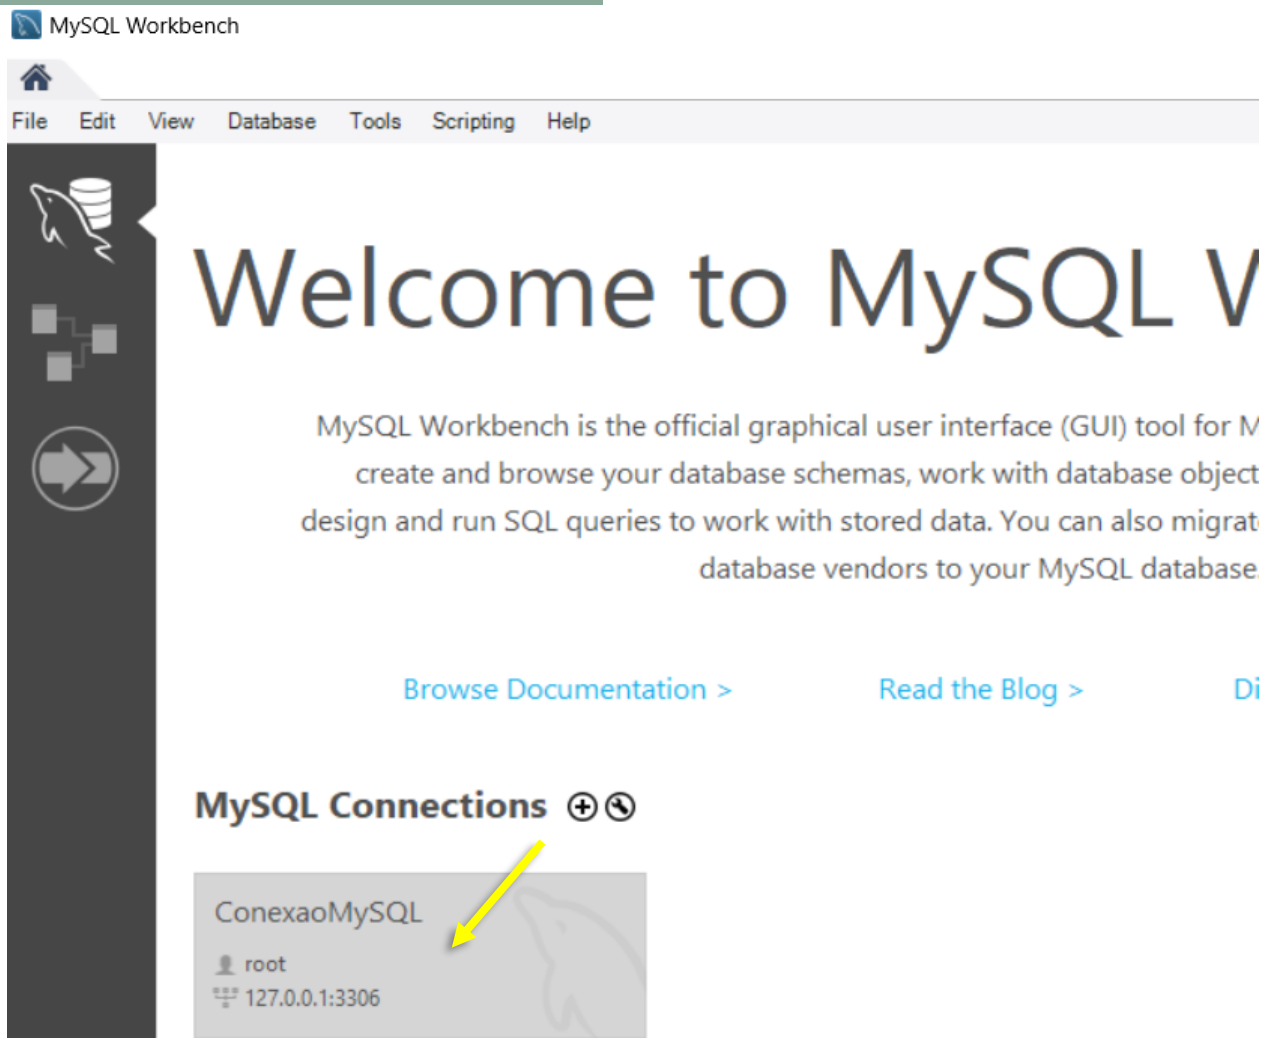 MySQL Workbench
File Edit View Database Tools Scripting Help
Welcome to MySQL
MySQL Workbench is the official graphical user interface (GUI) tool for
create and browse your database schemas, work with database object
design and run SQL queries to work with stored data. You can also migrat
database vendors to your MySQL database.
Browse Documentation > Read the Blog > Di
MySQL Connections
ConexaoMySQL
root
127.0.0.1:3306